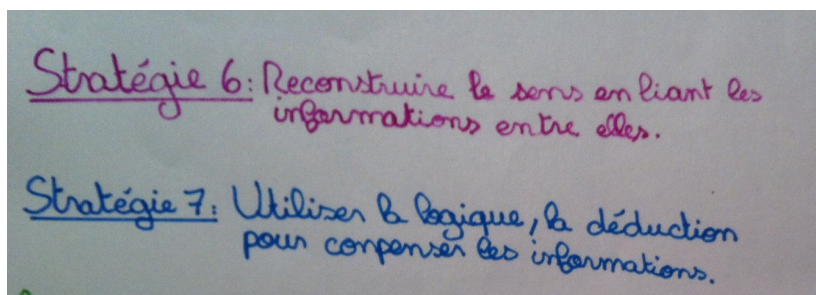 Stratégie 6: Reconstruire le sens en liant les
informations entre elles.
Stratégie 7: Utiliser la logique, la déduction
pour conpenser les informations.